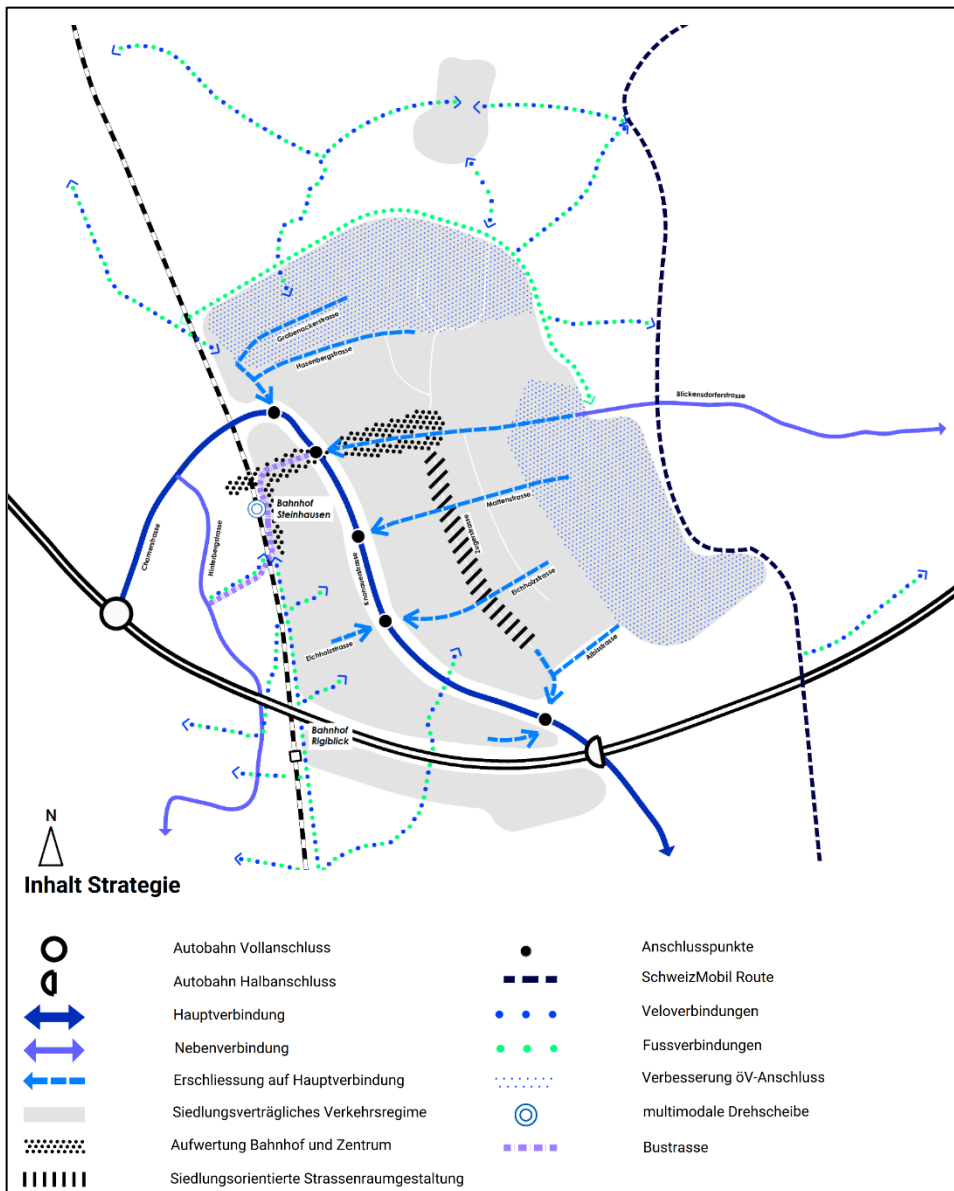 Grabenackerstrasse
Hasenbergstrasse
Blickensdorferstrasse
Bahnhof
Steinhausen
Mattenstrasse
Zugerstrasse
Chamerstrasse
Hinterbergstrasse
Knonauerstrasse
Eichholzstrasse
Eichholzstrasse
Albisstrasse
Bahnhof
Rigiblick
N
Inhalt Strategie
Autobahn Vollanschluss
Autobahn Halbanschluss
Hauptverbindung
Nebenverbindung
Erschliessung auf Hauptverbindung
Siedlungsverträgliches Verkehrsregime
Aufwertung Bahnhof und Zentrum
Siedlungsorientierte Strassenraumgestaltung
Anschlusspunkte
SchweizMobil Route
Veloverbindungen
Fussverbindungen
Verbesserung öV-Anschluss
multimodale Drehscheibe
Bustrasse